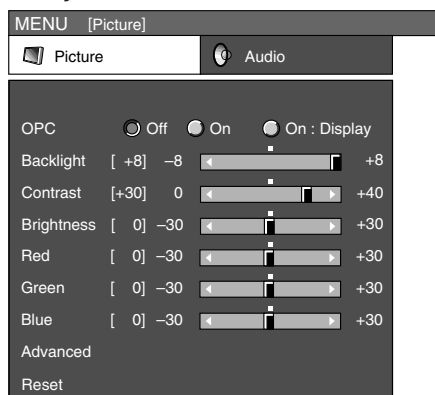 MENU [Picture]
Picture Audio
OPC Off On On : Display
Backlight [ +8] –8 +8
Contrast [+30] 0 +40
Brightness [ 0] –30 +30
Red [ 0] –30 +30
Green [ 0] –30 +30
Blue [ 0] –30 +30
Advanced
Reset